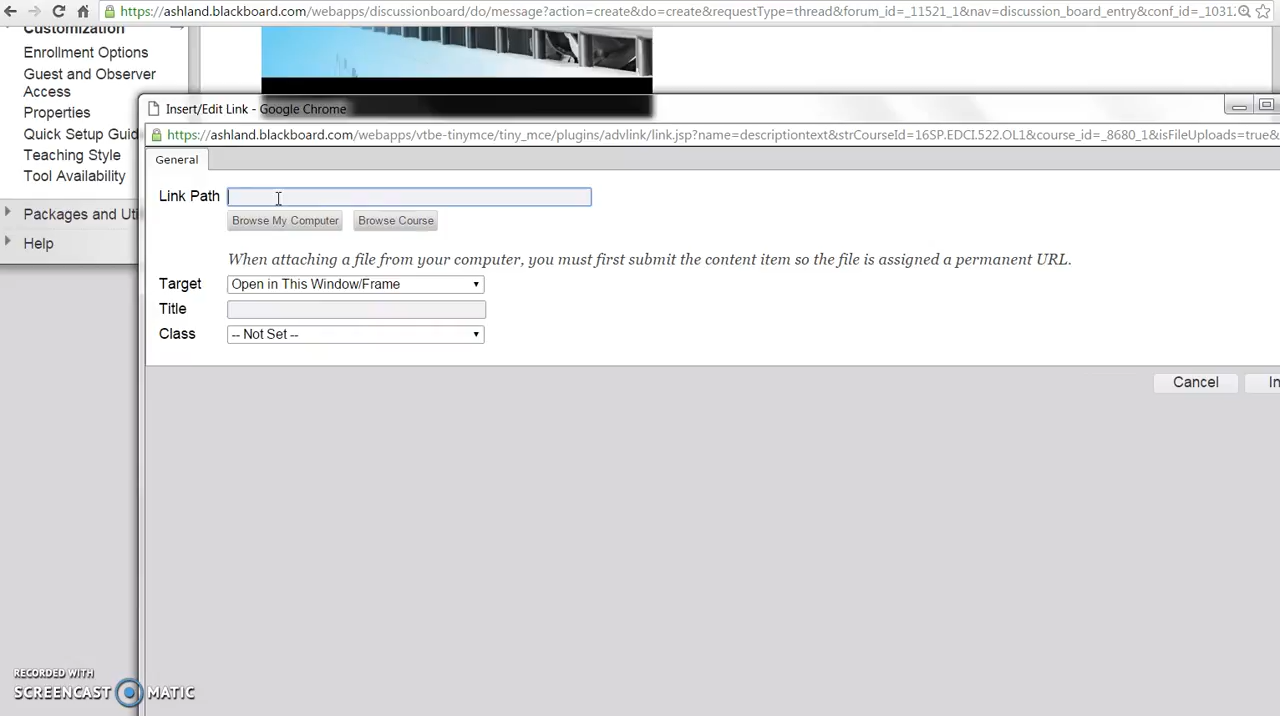 https://ashland.blackboard.com/webapps/discussionboard/do/message?action=create&do=create&requestType=thread&forum_id=_11521_1&nav=discussion_board_entry&conf_id=_1031
Customization
Enrollment Options
Guest and Observer
Access
Properties
Quick Setup Guid
Teaching Style
Tool Availability
Packages and Uti
Help
Insert/Edit Link - Google Chrome
https://ashland.blackboard.com/webapps/vtbe-tinymce/tiny_mce/plugins/advlink/link.jsp?name=descriptiontext&strCourseId=16SP.EDCI.522.OL1&course_id=_8680_1&isFileUploads=true&
General
Link Path
Browse My Computer Browse Course
When attaching a file from your computer, you must first submit the content item so the file is assigned a permanent URL.
Target Open in This Window/Frame
Title
Class -- Not Set --
Cancel In
RECORDED WITH
SCREENCAST MATIC